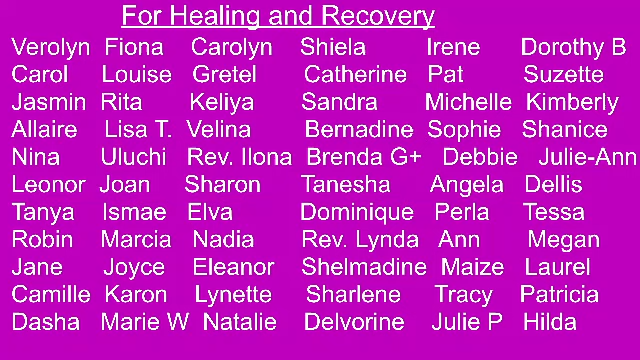 For Healing and Recovery
Verolyn Fiona Carolyn Shiela Irene Dorothy B
Carol Louise Gretel Catherine Pat Suzette
Jasmin Rita Keliya Sandra Michelle Kimberly
Allaire Lisa T. Velina Bernadine Sophie Shanice
Nina Uluchi Rev. Ilona Brenda G+ Debbie Julie-Ann
Leonor Joan Sharon Tanesha Angela Dellis
Tanya Ismae Elva Dominique Perla Tessa
Robin Marcia Nadia Rev. Lynda Ann Megan
Jane Joyce Eleanor Shelmadine Maize Laurel
Camille Karon Lynette Sharlene Tracy Patricia
Dasha Marie W Natalie Delvorine Julie P Hilda